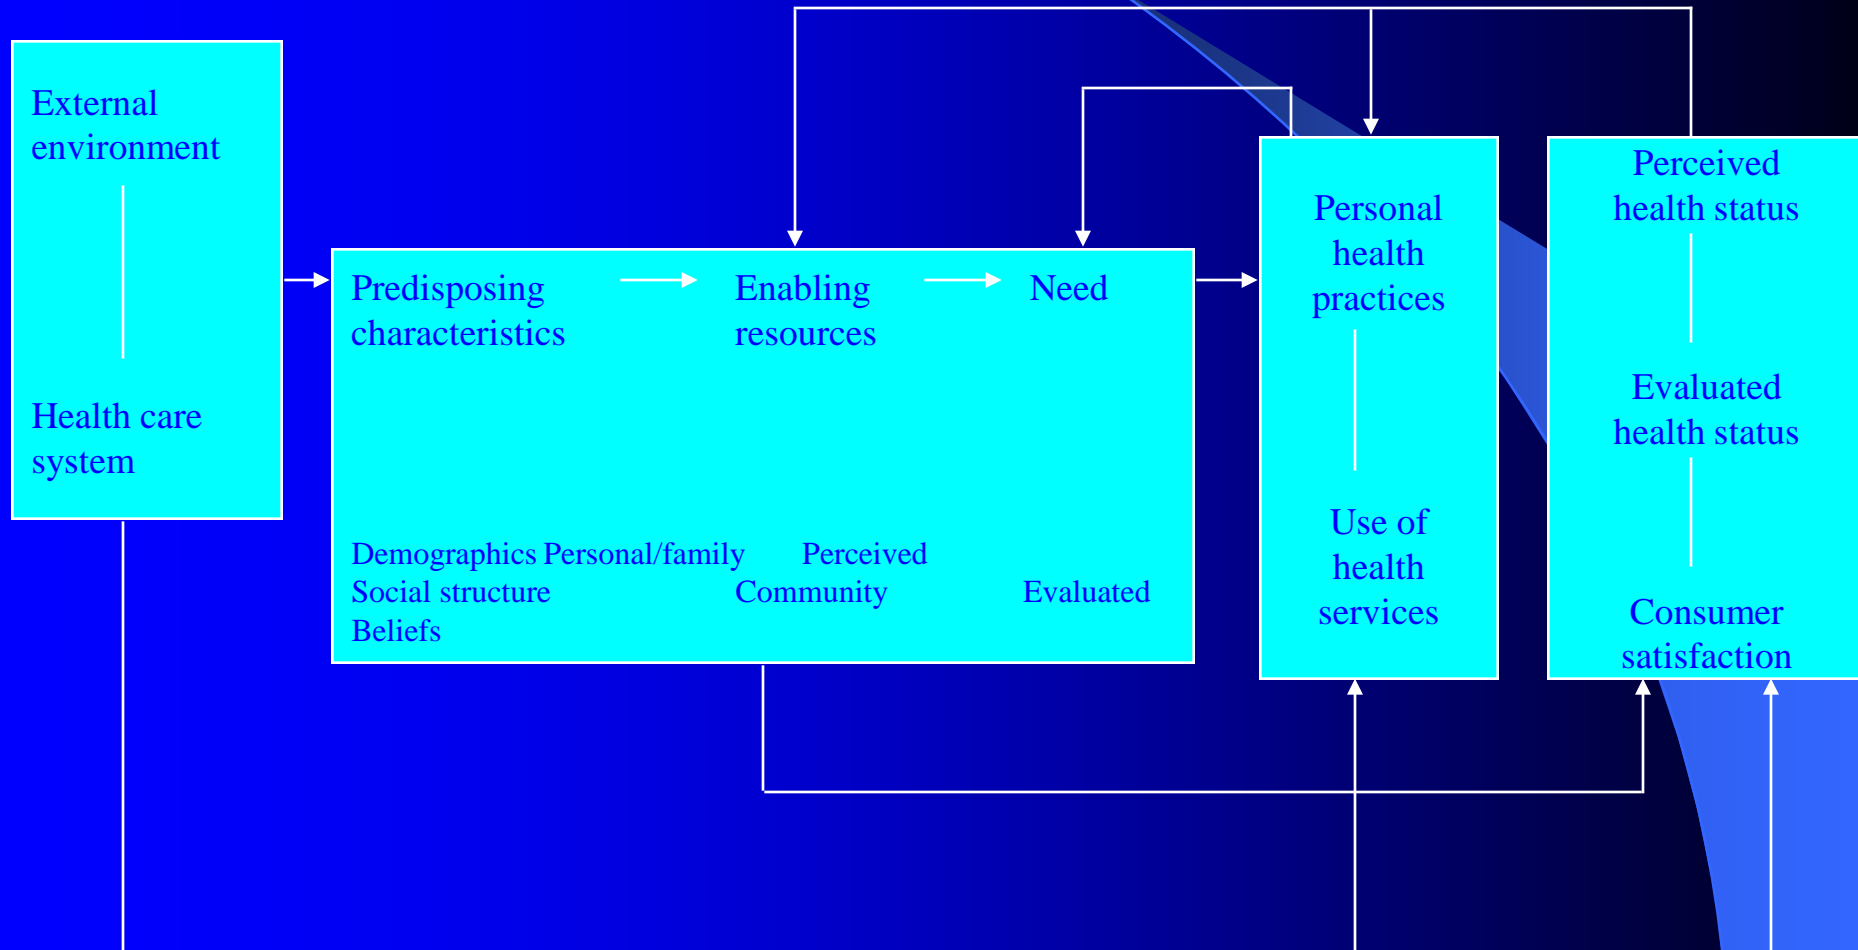 External
environment
Health care
system
Predisposing
characteristics
Enabling
resources
Need
Demographics Personal/family Perceived
Social structure Community Evaluated
Beliefs
Personal
health
practices
Use of
health
services
Perceived
health status
Evaluated
health status
Consumer
satisfaction